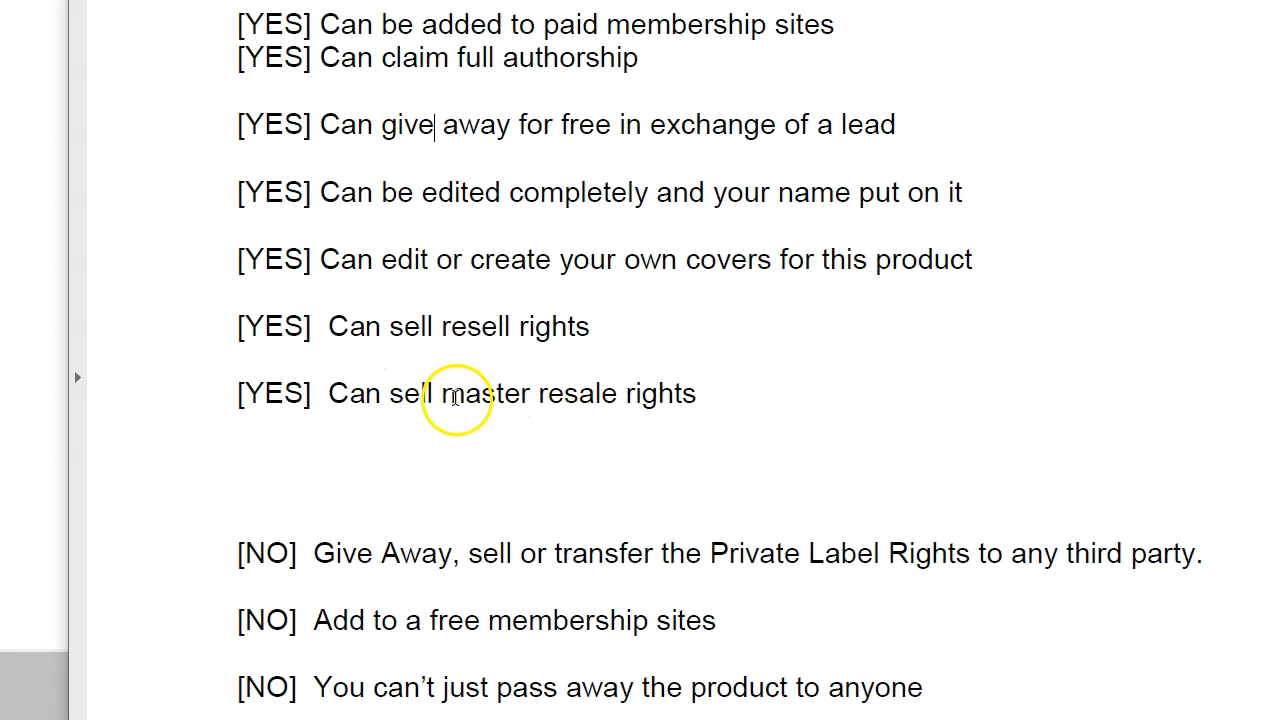 [YES] Can be added to paid membership sites
[YES] Can claim full authorship
[YES] Can give away for free in exchange of a lead
[YES] Can be edited completely and your name put on it
[YES] Can edit or create your own covers for this product
[YES]  Can sell resell rights
[YES]  Can sell master resale rights
[NO]  Give Away, sell or transfer the Private Label Rights to any third party.
[NO]  Add to a free membership sites
[NO]  You can’t just pass away the product to anyone